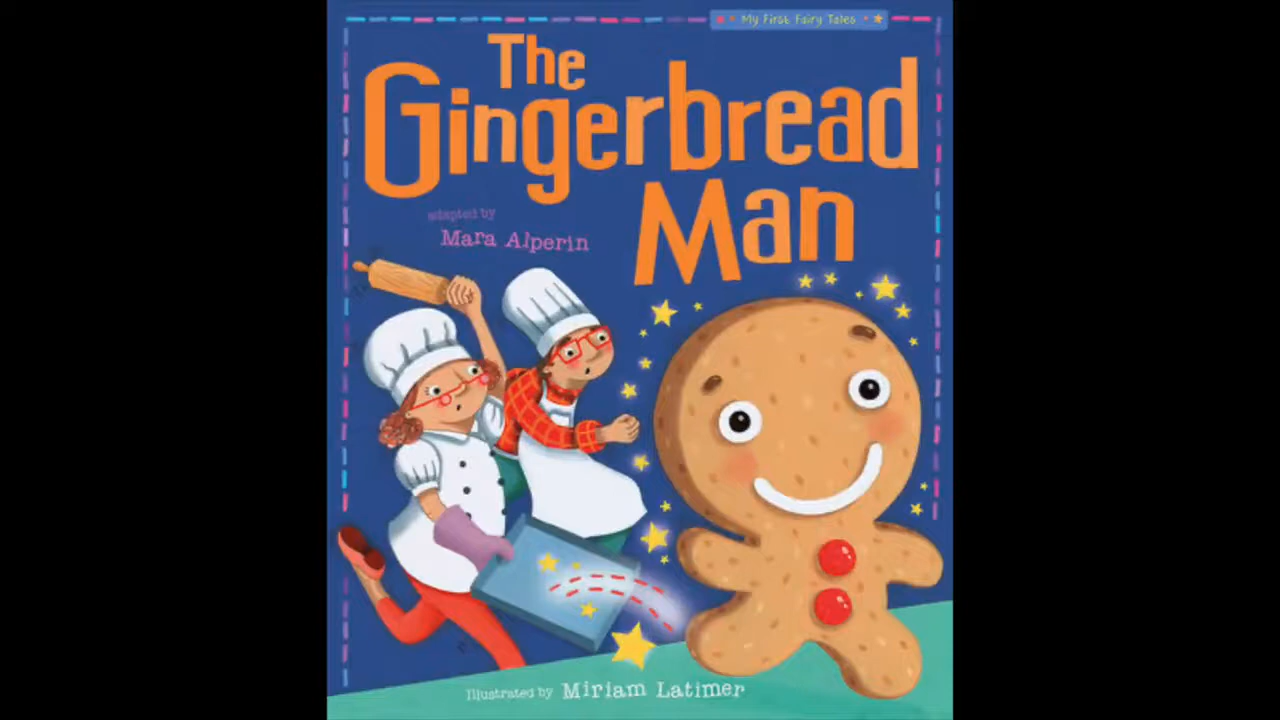 My First Fairy Tales
The
Gingerbread
Man
adapted by
Mara Alperin
Illustrated by Miriam Latimer